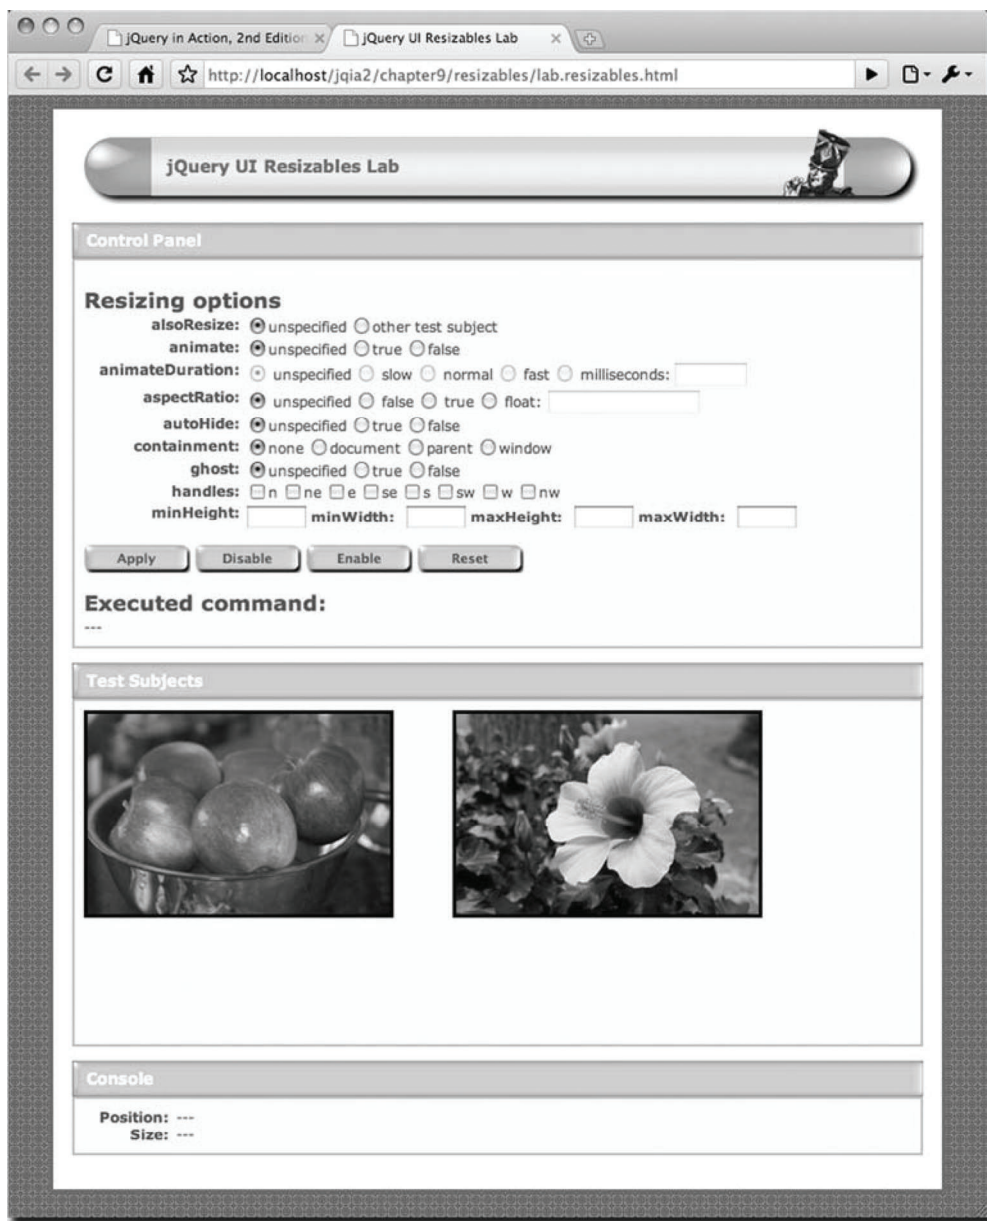 jQuery in Action, 2nd Edition
jQuery UI Resizables Lab
http://localhost/jqia2/chapter9/resizables/lab.resizables.html
jQuery UI Resizables Lab
Control Panel
Resizing options
alsoResize: unspecified other test subject
animate: unspecified true false
animateDuration: unspecified slow normal fast milliseconds:
aspectRatio: unspecified false true float:
autoHide: unspecified true false
containment: none document parent window
ghost: unspecified true false
handles: n ne e se s sw w nw
minHeight: minWidth: maxHeight: maxWidth:
Apply Disable Enable Reset
Executed command:
---
Test Subjects
Console
Position: ---
Size: ---